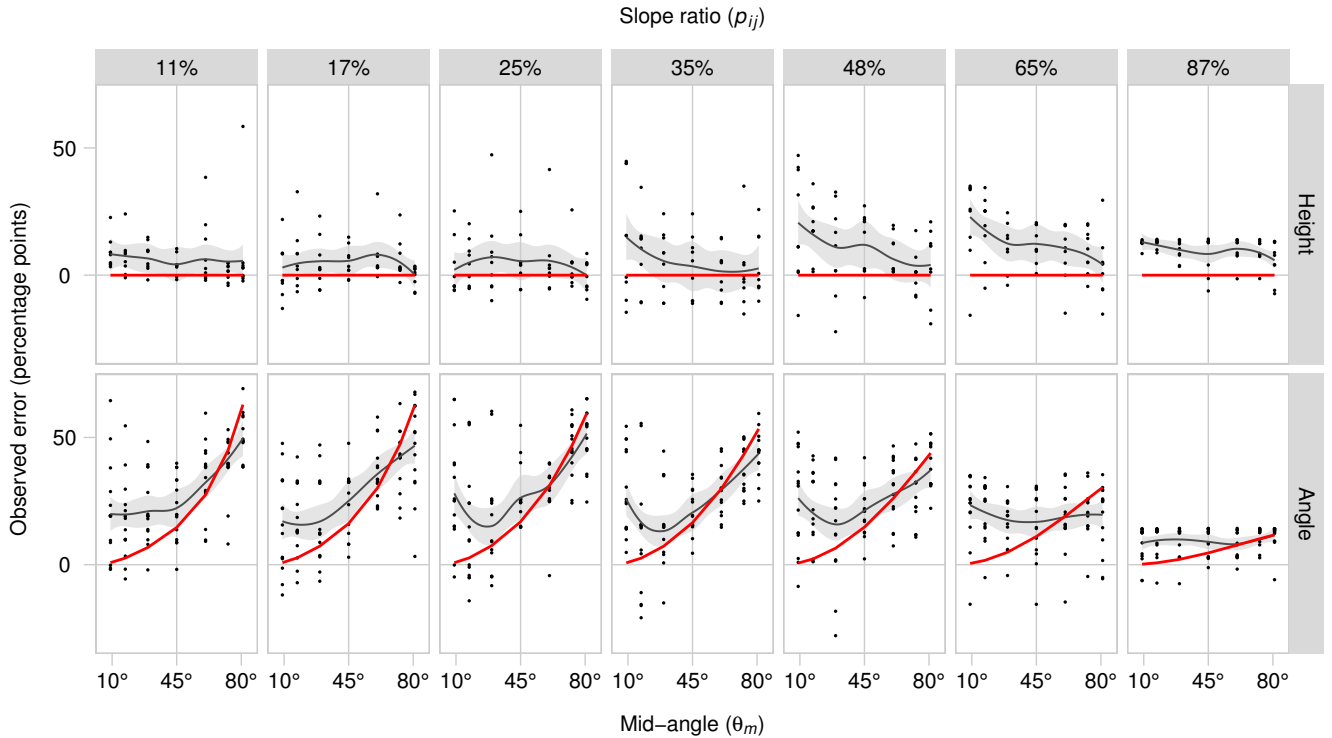 Slope ratio (pij)
11% 17% 25% 35% 48% 65% 87%
50
0
Height
50
0
Angle
Observed error (percentage points)
10° 45° 80° 10° 45° 80° 10° 45° 80° 10° 45° 80° 10° 45° 80° 10° 45° 80° 10° 45° 80°
Mid−angle (θm)